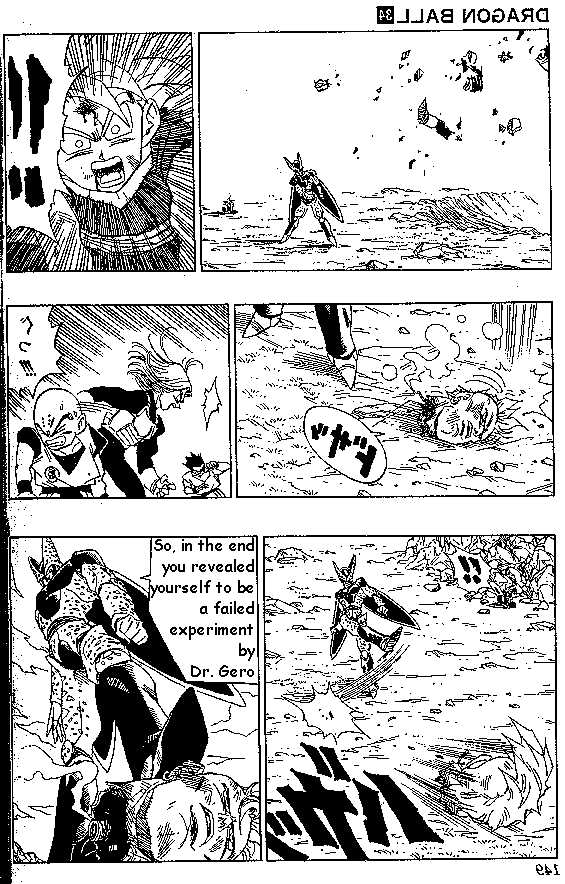 DRAGON BALL 34
!!
So, in the end
you revealed
yourself to be
a failed
experiment
by
Dr. Gero
!!
149